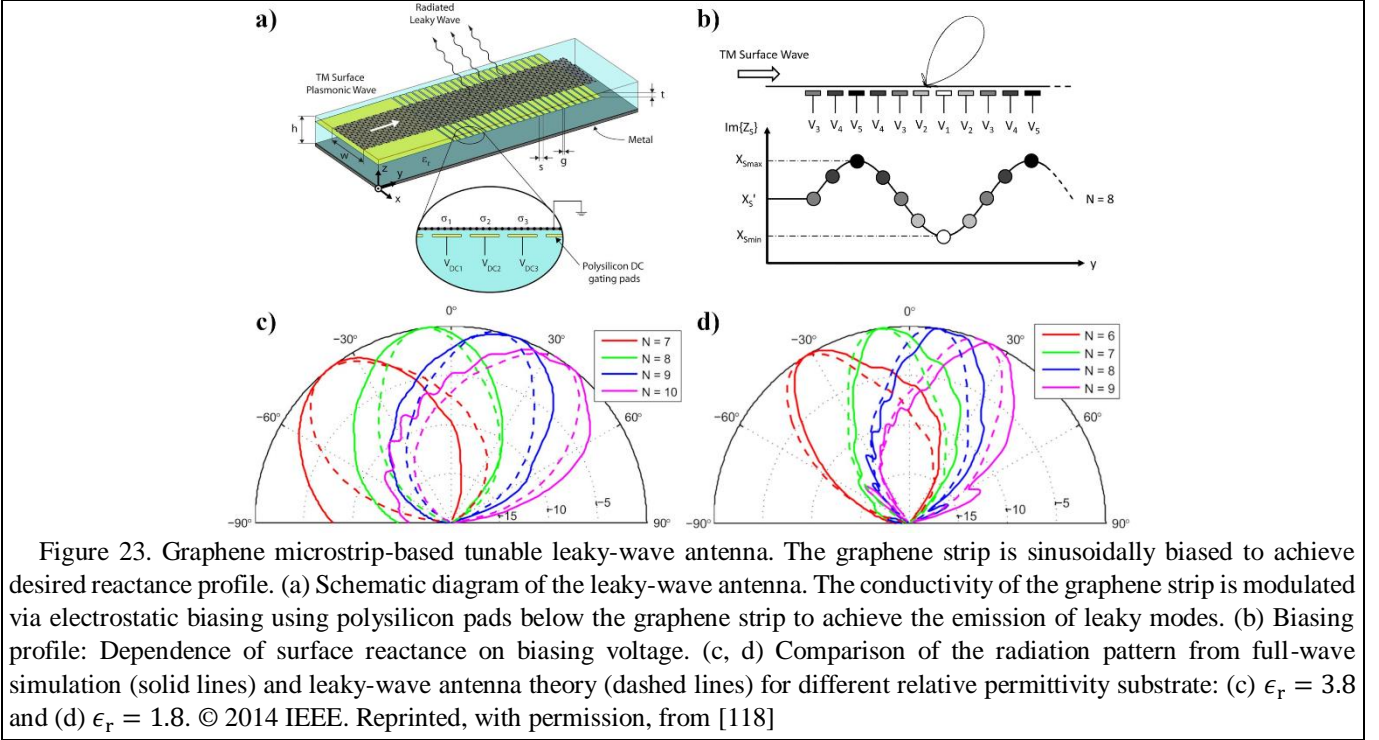 a)
Radiated
Leaky Wave
TM Surface
Plasmonic Wave
t
h
w
Metal
z
y
x
εr
s
g
σ1 σ2 σ3
VDC1 VDC2 VDC3
Polysilicon DC
gating pads
b)
TM Surface Wave
V3 V4 V5 V4 V3 V2 V1 V2 V3 V4 V5
Im{ZS}
XSmax
XS'
N = 8
XSmin
y
c)
0°
−30°
30°
−60°
60°
−90°
90°
−15
−10
−5
N = 7
N = 8
N = 9
N = 10
d)
0°
−30°
30°
−60°
60°
−90°
90°
−15
−10
−5
N = 6
N = 7
N = 8
N = 9
Figure 23. Graphene microstrip-based tunable leaky-wave antenna. The graphene strip is sinusoidally biased to achieve
desired reactance profile. (a) Schematic diagram of the leaky-wave antenna. The conductivity of the graphene strip is modulated
via electrostatic biasing using polysilicon pads below the graphene strip to achieve the emission of leaky modes. (b) Biasing
profile: Dependence of surface reactance on biasing voltage. (c, d) Comparison of the radiation pattern from full-wave
simulation (solid lines) and leaky-wave antenna theory (dashed lines) for different relative permittivity substrate: (c) ϵr = 3.8
and (d) ϵr = 1.8. © 2014 IEEE. Reprinted, with permission, from [118]